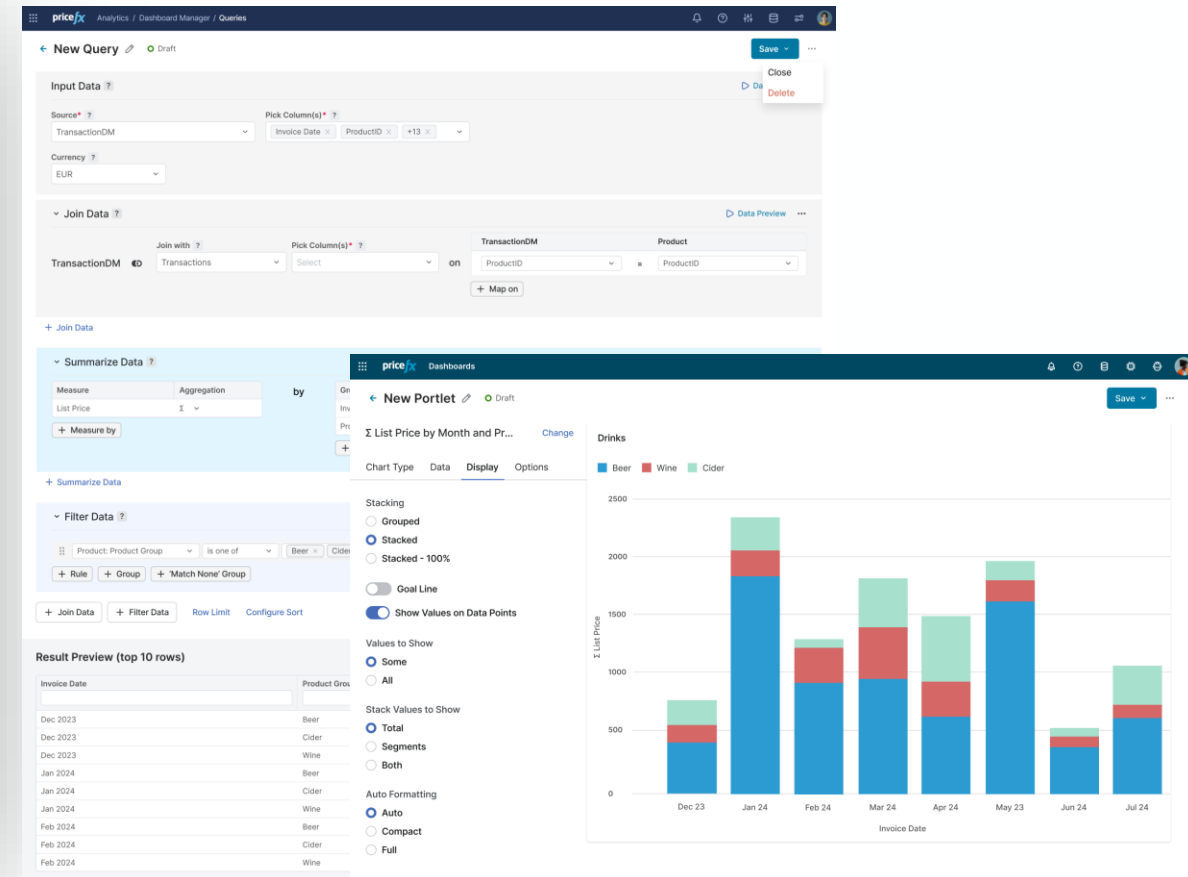 pricefx Analytics / Dashboard Manager / Queries
← New Query Draft
Save
Close
Delete
Input Data ?
Source* ? Pick Column(s)* ?
TransactionDM Invoice Date × ProductID × +13 ×
Currency ?
EUR
Join Data ? Data Preview ...
TransactionDM Product
Join with ? Pick Column(s)* ?
TransactionDM Transactions Select on ProductID = ProductID
+ Map on
+ Join Data
Summarize Data ?
Measure Aggregation by
List Price Σ
+ Measure by
+ Summarize Data
Filter Data ?
Product: Product Group is one of Beer × Cider
+ Rule + Group + 'Match None' Group
+ Join Data + Filter Data Row Limit Configure Sort
Result Preview (top 10 rows)
Invoice Date Product Grou
Dec 2023 Beer
Dec 2023 Cider
Dec 2023 Wine
Jan 2024 Beer
Jan 2024 Cider
Jan 2024 Wine
Feb 2024 Beer
Feb 2024 Cider
Feb 2024 Wine
pricefx Dashboards
← New Portlet Draft
Save ...
Σ List Price by Month and Pr... Change
Chart Type Data Display Options
Stacking
Grouped
Stacked
Stacked - 100%
Goal Line
Show Values on Data Points
Values to Show
Some
All
Stack Values to Show
Total
Segments
Both
Auto Formatting
Auto
Compact
Full
Drinks
Beer Wine Cider
2500
2000
1500
1000
500
0
Σ List Price
Dec 23 Jan 24 Feb 24 Mar 24 Apr 24 May 23 Jun 24 Jul 24
Invoice Date